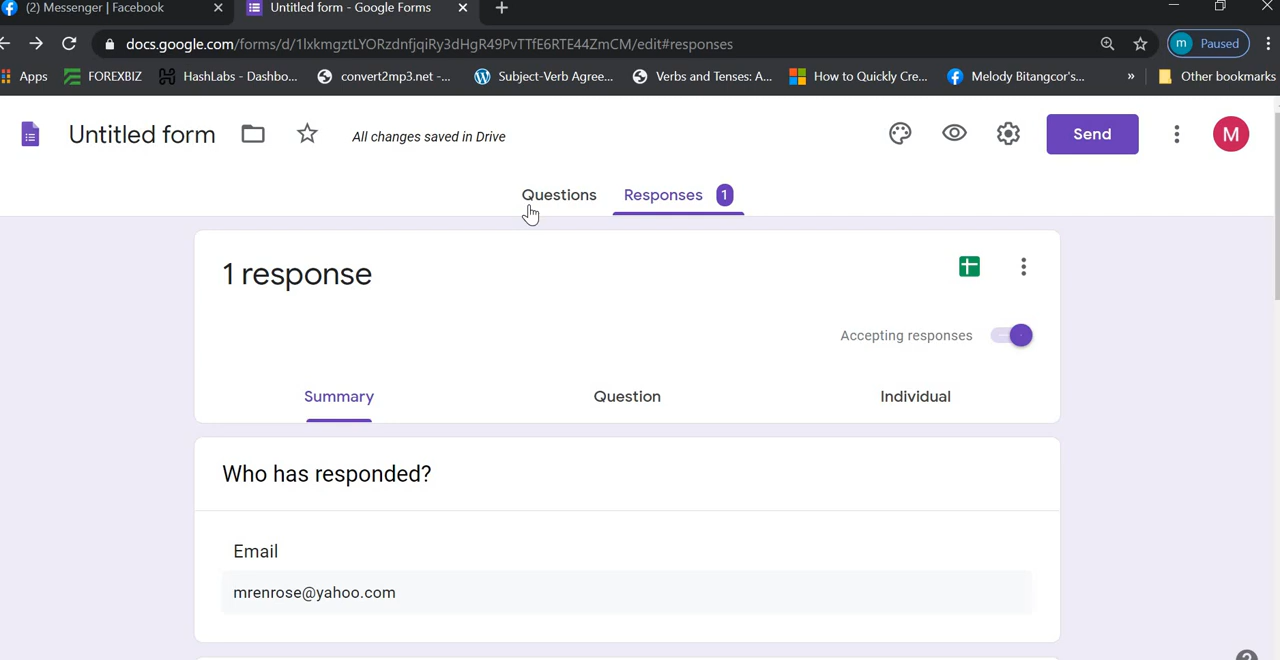 (2) Messenger | Facebook
Untitled form - Google Forms
docs.google.com/forms/d/1lxkmgztLYORzdnfjqiRy3dHgR49PvTTfE6RTE44ZmCM/edit#responses
m Paused
Apps FOREXBIZ HashLabs - Dashbo... convert2mp3.net -... Subject-Verb Agree... Verbs and Tenses: A... How to Quickly Cre... Melody Bitangcor's... » Other bookmarks
Untitled form All changes saved in Drive Send M
Questions Responses 1
1 response
Accepting responses
Summary Question Individual
Who has responded?
Email
mrenrose@yahoo.com